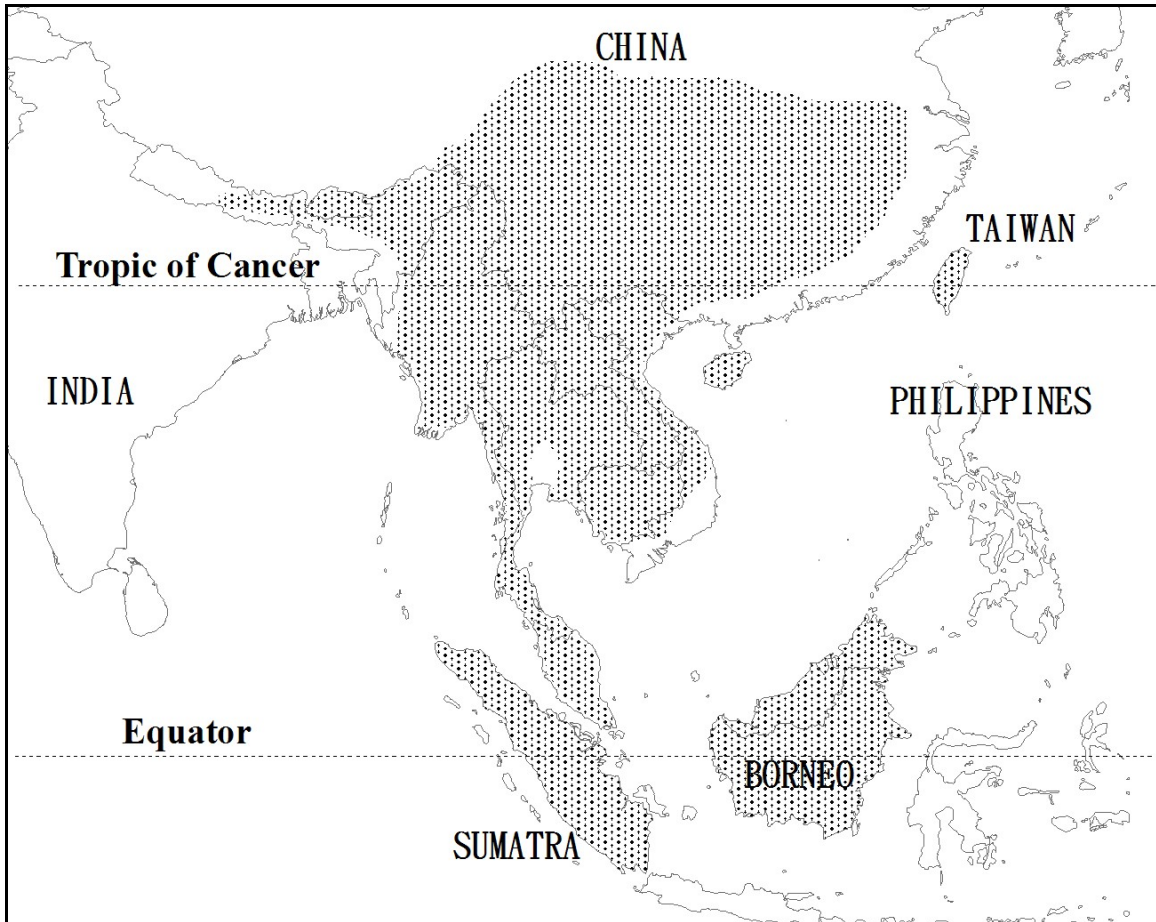 CHINA
TAIWAN
Tropic of Cancer
INDIA
PHILIPPINES
Equator
BORNEO
SUMATRA